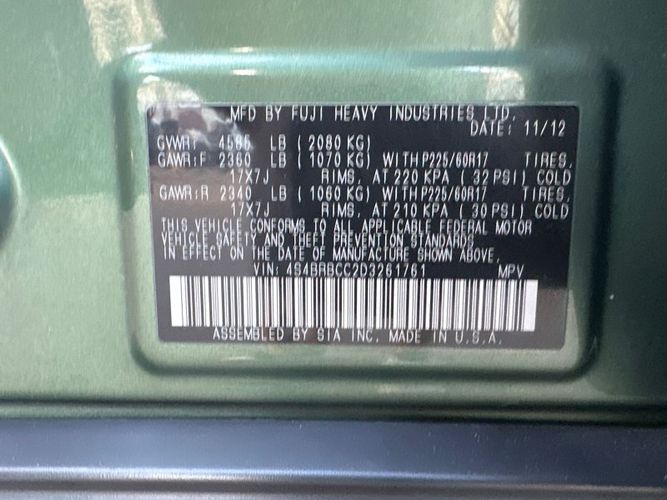 MFD BY FUJI HEAVY INDUSTRIES LTD.
DATE: 11/12
GVWR: 4585 LB ( 2080 KG)
GAWR:F 2360 LB ( 1070 KG) WITH P225/60R17 TIRES,
17X7J RIMS, AT 220 KPA ( 32 PSI) COLD
GAWR:R 2340 LB ( 1060 KG) WITH P225/60R17 TIRES,
17X7J RIMS, AT 210 KPA ( 30 PSI) COLD
THIS VEHICLE CONFORMS TO ALL APPLICABLE FEDERAL MOTOR
VEHICLE SAFETY AND THEFT PREVENTION STANDARDS
IN EFFECT ON THE DATE OF MANUFACTURE SHOWN ABOVE.
VIN: 4S4BRBCC2D3261761 MPV
ASSEMBLED BY SIA INC. MADE IN U.S.A.